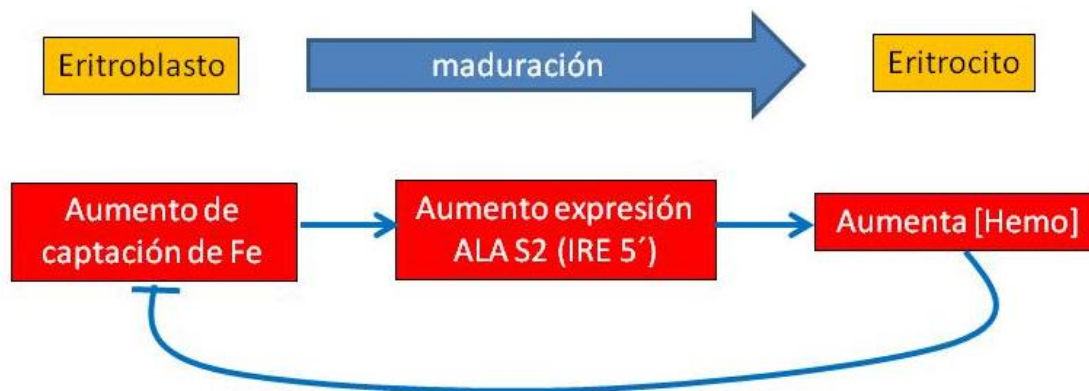 Eritroblasto
maduración
Eritrocito
Aumento de
captación de Fe
Aumento expresión
ALA S2 (IRE 5´)
Aumenta [Hemo]